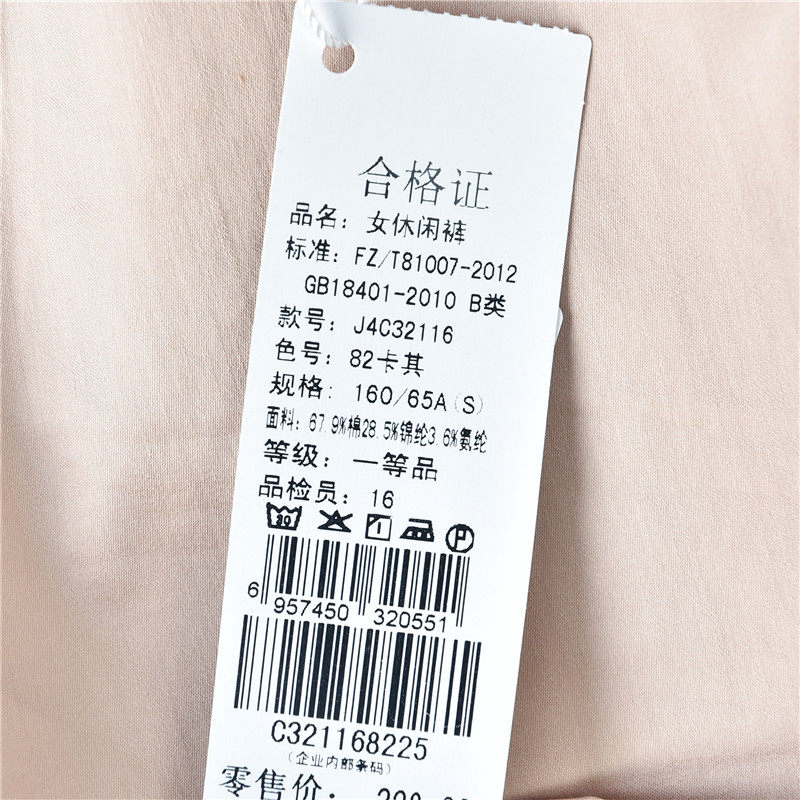 合格证
品名：女休闲裤
标准：FZ/T81007-2012
GB18401-2010 B类
款号：J4C32116
色号：82卡其
规格：160/65A(S)
面料：67.9%棉28.5%锦纶3.6%氨纶
等级：一等品
品检员：16
30
P
6 957450 320551
C321168225
(企业内部条码)
零售价：